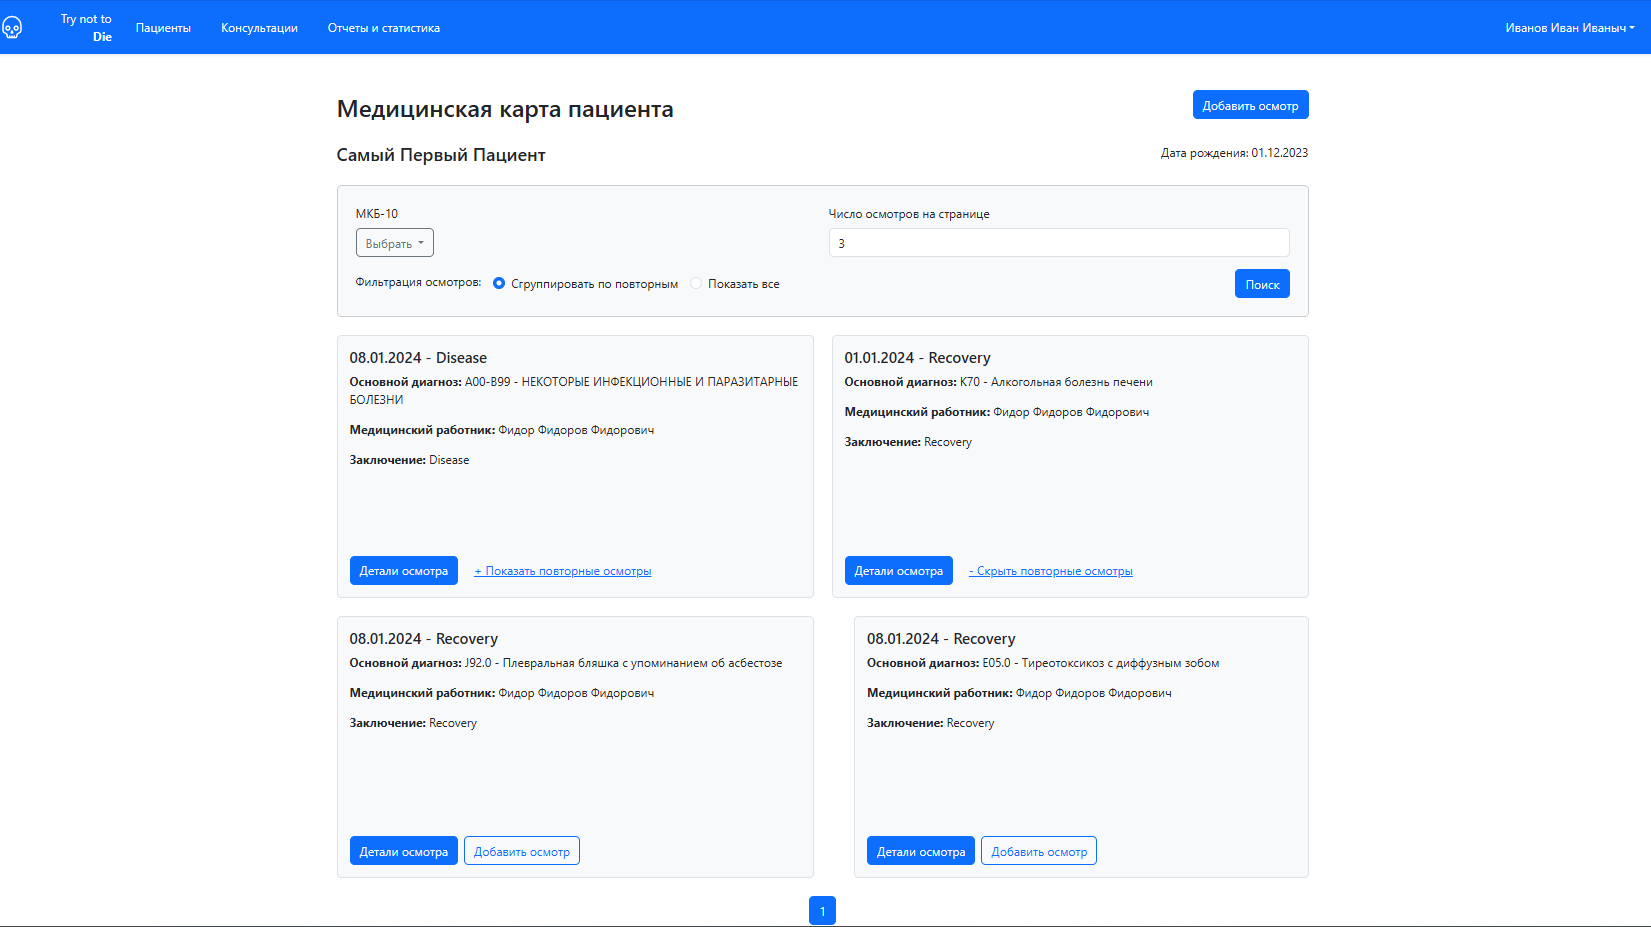 Try not to
Die
Пациенты
Консультации
Отчеты и статистика
Иванов Иван Иваныч
Медицинская карта пациента
Добавить осмотр
Самый Первый Пациент
Дата рождения: 01.12.2023
МКБ-10
Число осмотров на странице
Выбрать
3
Фильтрация осмотров:
Сгруппировать по повторным
Показать все
Поиск
08.01.2024 - Disease
Основной диагноз: A00-B99 - НЕКОТОРЫЕ ИНФЕКЦИОННЫЕ И ПАРАЗИТАРНЫЕ
БОЛЕЗНИ
Медицинский работник: Фидор Фидоров Фидорович
Заключение: Disease
Детали осмотра
+ Показать повторные осмотры
01.01.2024 - Recovery
Основной диагноз: K70 - Алкогольная болезнь печени
Медицинский работник: Фидор Фидоров Фидорович
Заключение: Recovery
Детали осмотра
- Скрыть повторные осмотры
08.01.2024 - Recovery
Основной диагноз: J92.0 - Плевральная бляшка с упоминанием об асбестозе
Медицинский работник: Фидор Фидоров Фидорович
Заключение: Recovery
Детали осмотра
Добавить осмотр
08.01.2024 - Recovery
Основной диагноз: E05.0 - Тиреотоксикоз с диффузным зобом
Медицинский работник: Фидор Фидоров Фидорович
Заключение: Recovery
Детали осмотра
Добавить осмотр
1